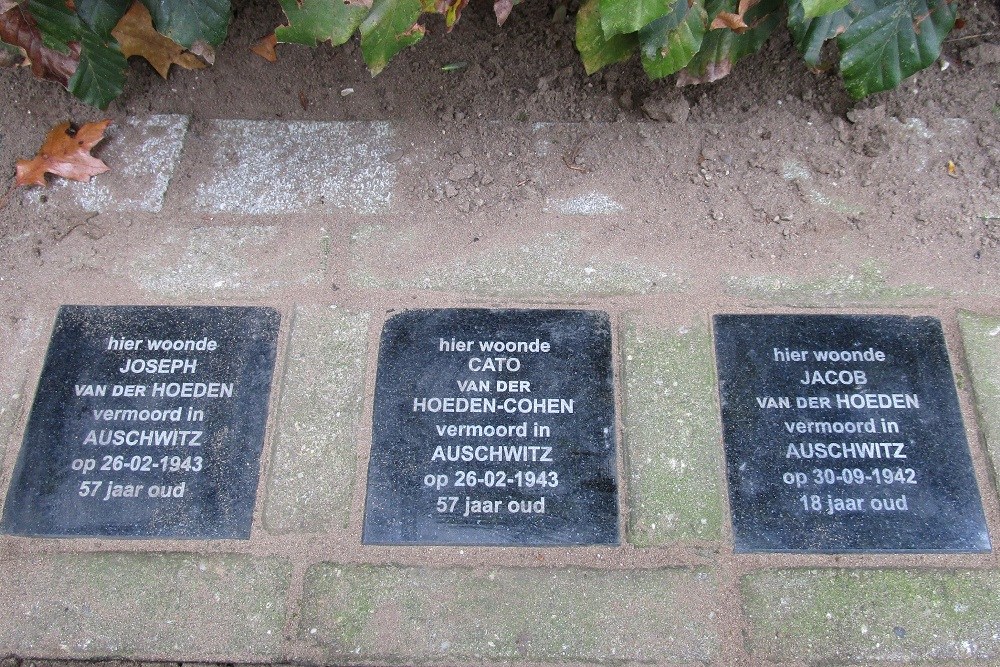 hier woonde
JOSEPH
VAN DER HOEDEN
vermoord in
AUSCHWITZ
op 26-02-1943
57 jaar oud
hier woonde
CATO
VAN DER
HOEDEN-COHEN
vermoord in
AUSCHWITZ
op 26-02-1943
57 jaar oud
hier woonde
JACOB
VAN DER HOEDEN
vermoord in
AUSCHWITZ
op 30-09-1942
18 jaar oud